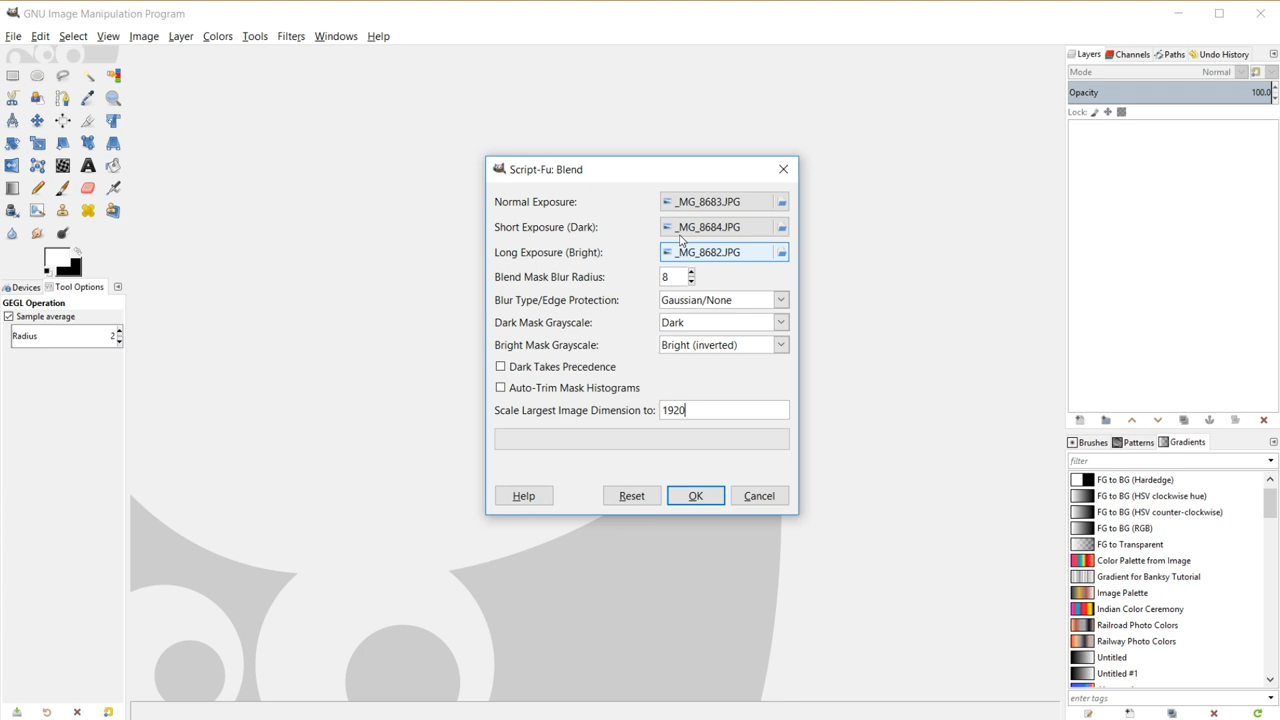 GNU Image Manipulation Program
File Edit Select View Image Layer Colors Tools Filters Windows Help
Devices Tool Options
GEGL Operation
Sample average
Radius 2
Script-Fu: Blend
Normal Exposure: _MG_8683.JPG
Short Exposure (Dark): _MG_8684.JPG
Long Exposure (Bright): _MG_8682.JPG
Blend Mask Blur Radius: 8
Blur Type/Edge Protection: Gaussian/None
Dark Mask Grayscale: Dark
Bright Mask Grayscale: Bright (inverted)
Dark Takes Precedence
Auto-Trim Mask Histograms
Scale Largest Image Dimension to: 1920
Help Reset OK Cancel
Layers Channels Paths Undo History
Mode Normal
Opacity 100.0
Lock:
Brushes Patterns Gradients
filter
FG to BG (Hardedge)
FG to BG (HSV clockwise hue)
FG to BG (HSV counter-clockwise)
FG to BG (RGB)
FG to Transparent
Color Palette from Image
Gradient for Banksy Tutorial
Image Palette
Indian Color Ceremony
Railroad Photo Colors
Railway Photo Colors
Untitled
Untitled #1
enter tags